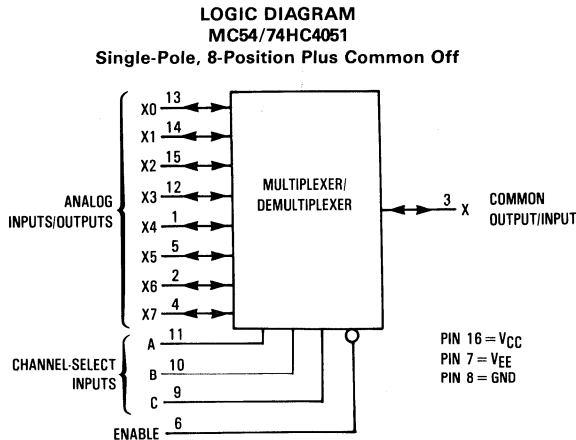 LOGIC DIAGRAM
MC54/74HC4051
Single-Pole, 8-Position Plus Common Off
X0 13
X1 14
X2 15
X3 12
X4 1
X5 5
X6 2
X7 4
ANALOG
INPUTS/OUTPUTS
MULTIPLEXER/
DEMULTIPLEXER
3 X
COMMON
OUTPUT/INPUT
A 11
B 10
C 9
CHANNEL-SELECT
INPUTS
ENABLE 6
PIN 16 = VCC
PIN 7 = VEE
PIN 8 = GND